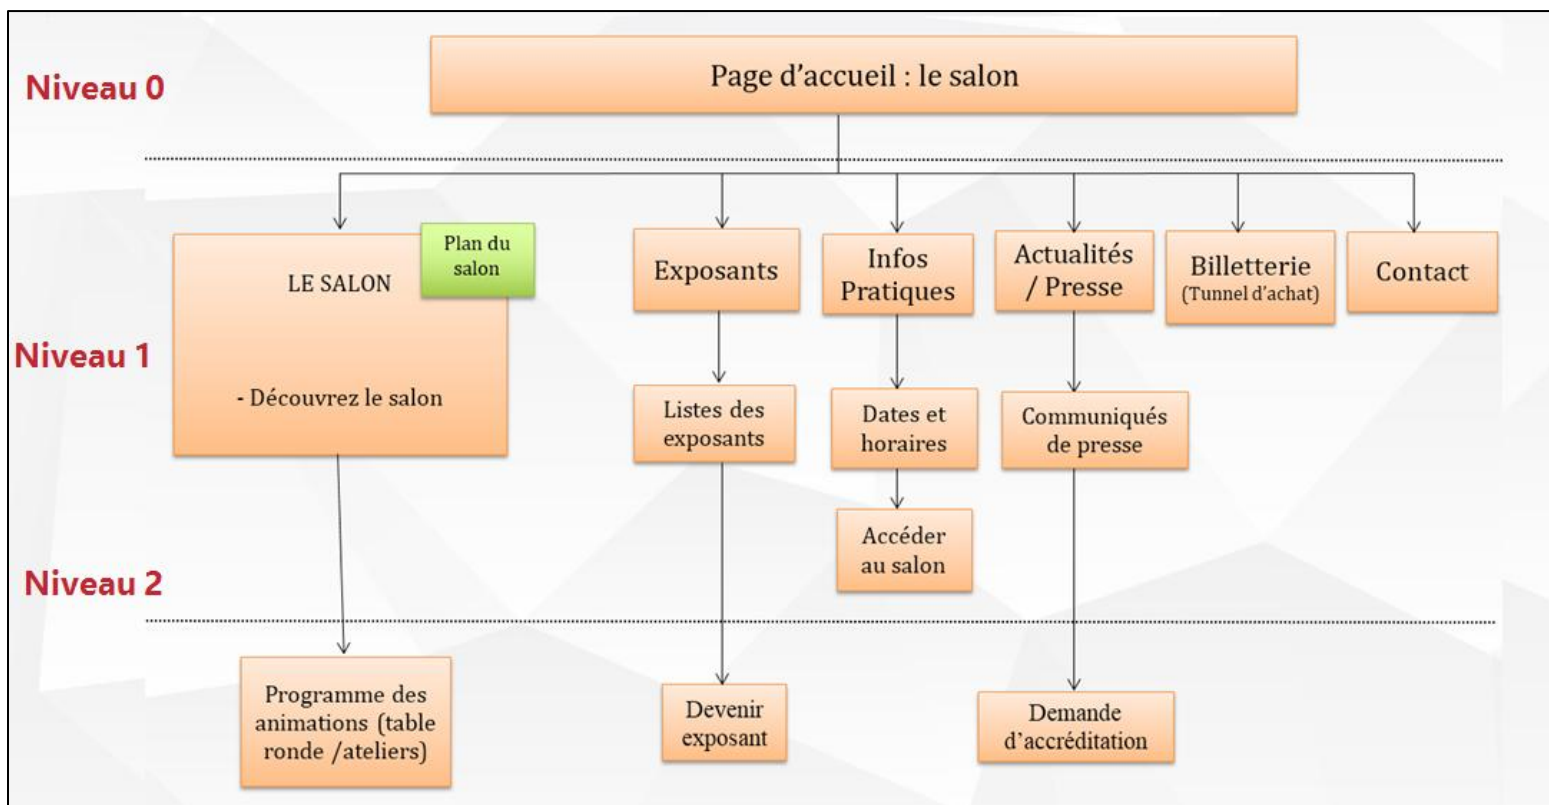 Niveau 0
Page d'accueil : le salon
Niveau 1
LE SALON
Plan du
salon
- Découvrez le salon
Exposants
Infos
Pratiques
Actualités
/ Presse
Billetterie
(Tunnel d'achat)
Contact
Listes des
exposants
Dates et
horaires
Communiqués
de presse
Accéder
au salon
Niveau 2
Programme des
animations (table
ronde /ateliers)
Devenir
exposant
Demande
d'accréditation